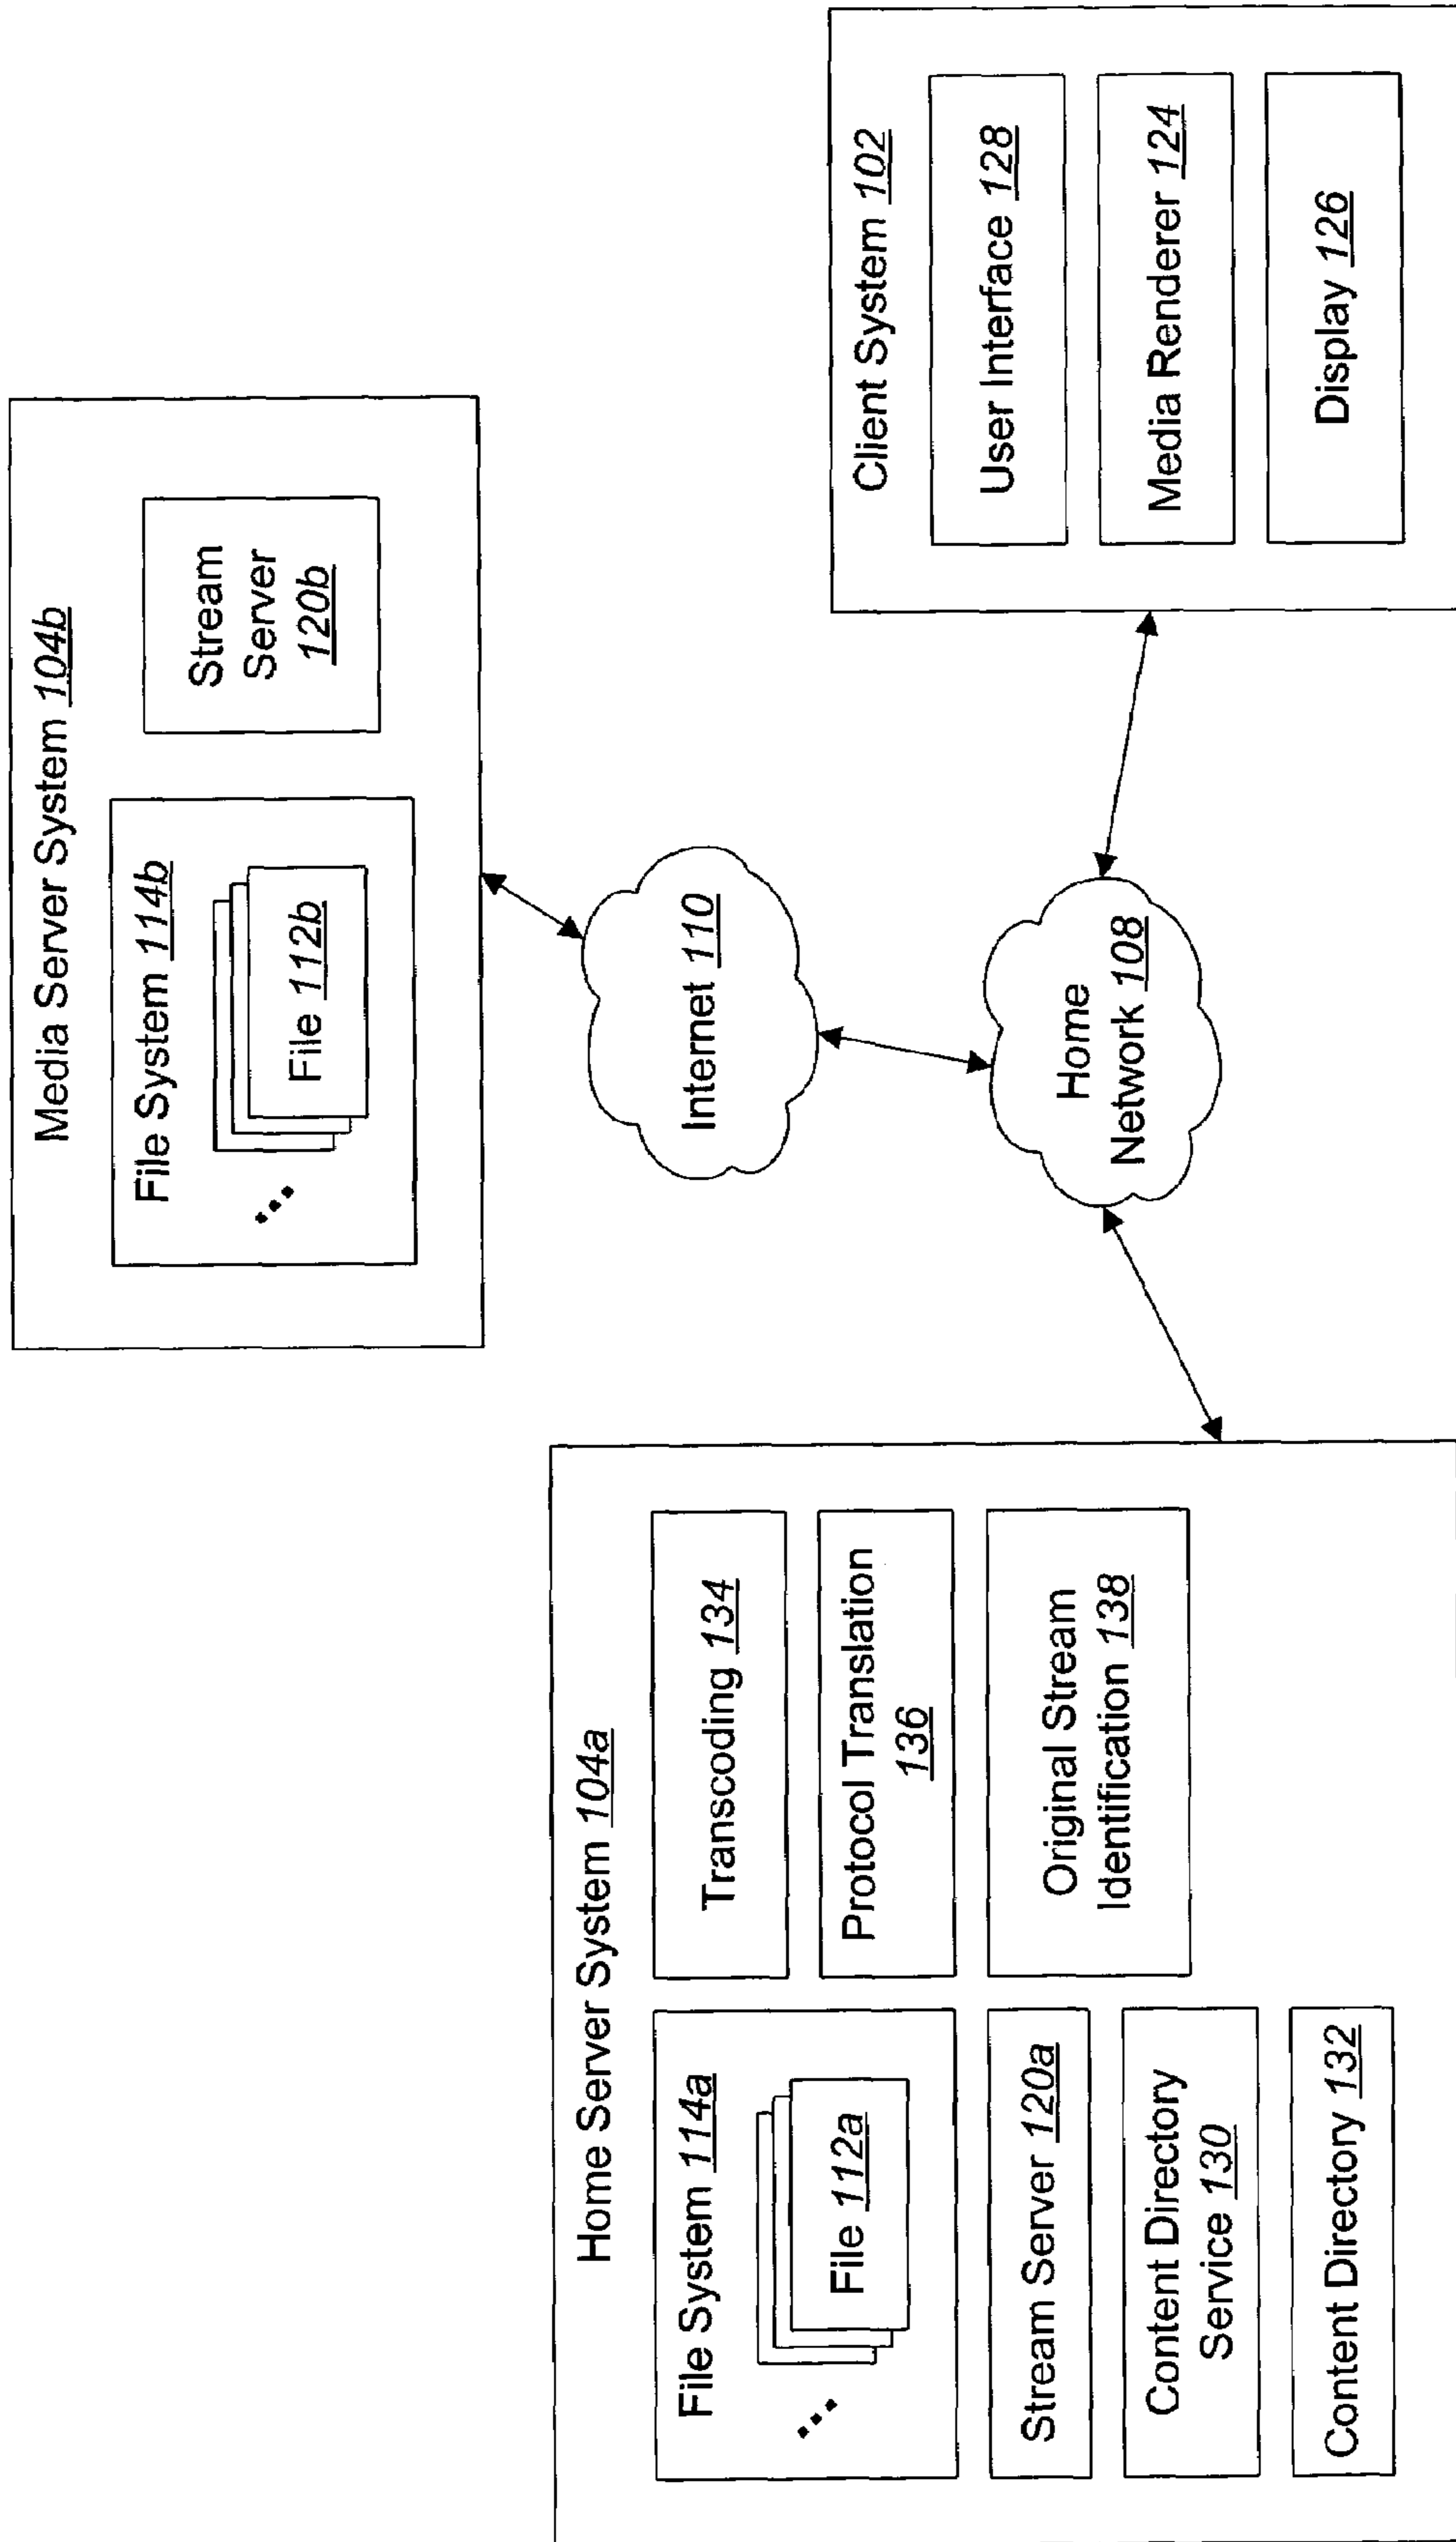 Media Server System 104b
File System 114b
File 112b
...
Stream
Server
120b
Internet 110
Home
Network 108
Home Server System 104a
File System 114a
File 112a
...
Stream Server 120a
Content Directory
Service 130
Content Directory 132
Transcoding 134
Protocol Translation
136
Original Stream
Identification 138
Client System 102
User Interface 128
Media Renderer 124
Display 126